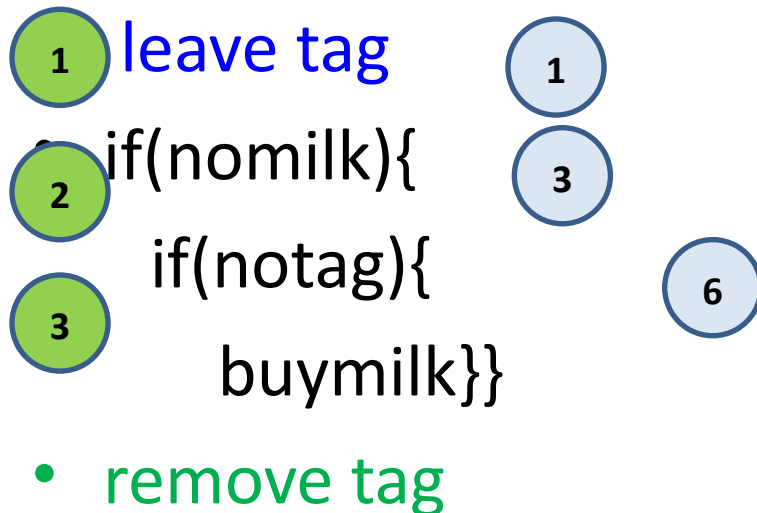 1 leave tag 1
• if(nomilk){ 3
2
if(notag){ 6
3
buymilk}}
• remove tag